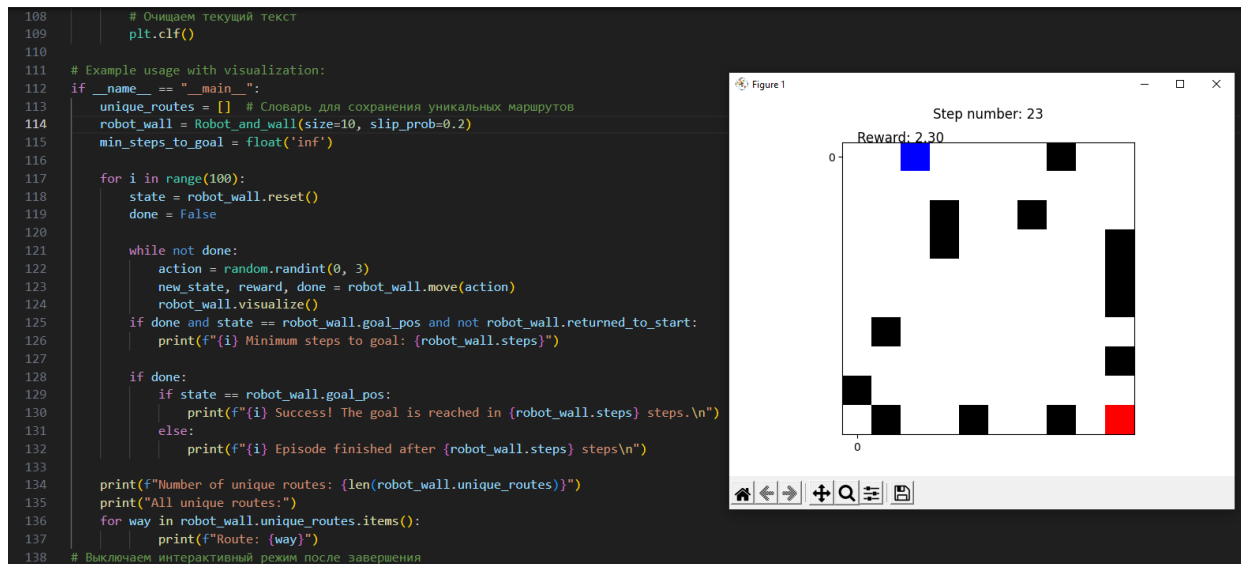 108 # Очищаем текущий текст
109 plt.clf()
110
111 # Example usage with visualization:
112 if __name__ == "__main__":
113 unique_routes = [] # Словарь для сохранения уникальных маршрутов
114 robot_wall = Robot_and_wall(size=10, slip_prob=0.2)
115 min_steps_to_goal = float('inf')
116
117 for i in range(100):
118 state = robot_wall.reset()
119 done = False
120
121 while not done:
122 action = random.randint(0, 3)
123 new_state, reward, done = robot_wall.move(action)
124 robot_wall.visualize()
125 if done and state == robot_wall.goal_pos and not robot_wall.returned_to_start:
126 print(f"{i} Minimum steps to goal: {robot_wall.steps}")
127
128 if done:
129 if state == robot_wall.goal_pos:
130 print(f"{i} Success! The goal is reached in {robot_wall.steps} steps.\n")
131 else:
132 print(f"{i} Episode finished after {robot_wall.steps} steps\n")
133
134 print(f"Number of unique routes: {len(robot_wall.unique_routes)}")
135 print("All unique routes:")
136 for way in robot_wall.unique_routes.items():
137 print(f"Route: {way}")
138 # Выключаем интерактивный режим после завершения
Figure 1
Step number: 23
Reward: 2.30
0
0